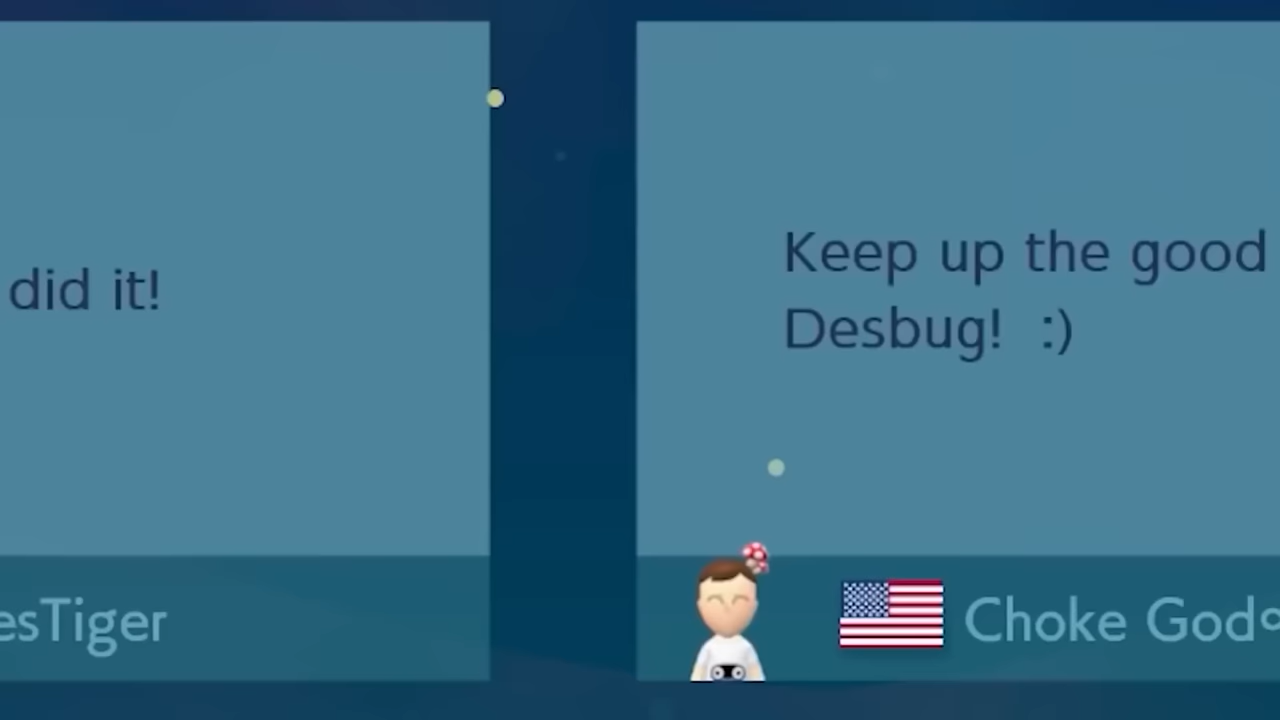 did it!
esTiger
Keep up the good
Desbug! :)
Choke God